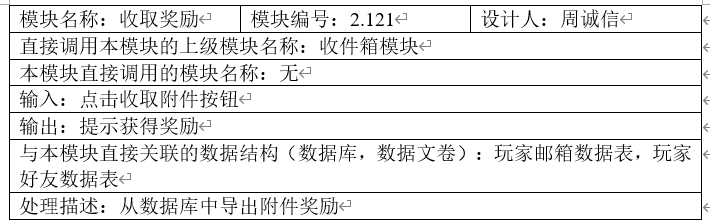 模块名称：收取奖励 模块编号：2.121 设计人：周诚信
直接调用本模块的上级模块名称：收件箱模块
本模块直接调用的模块名称：无
输入：点击收取附件按钮
输出：提示获得奖励
与本模块直接关联的数据结构（数据库，数据文卷）：玩家邮箱数据表，玩家
好友数据表
处理描述：从数据库中导出附件奖励